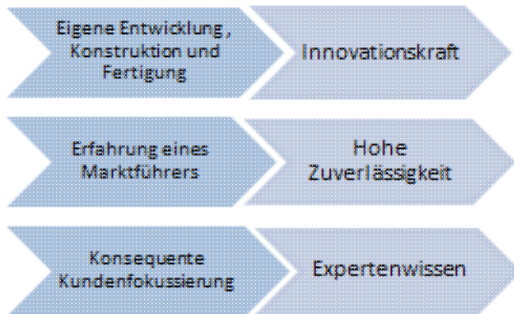 Eigene Entwicklung ,
Konstruktion und
Fertigung
Innovationskraft
Erfahrung eines
Marktführers
Hohe
Zuverlässigkeit
Konsequente
Kundenfokussierung
Expertenwissen